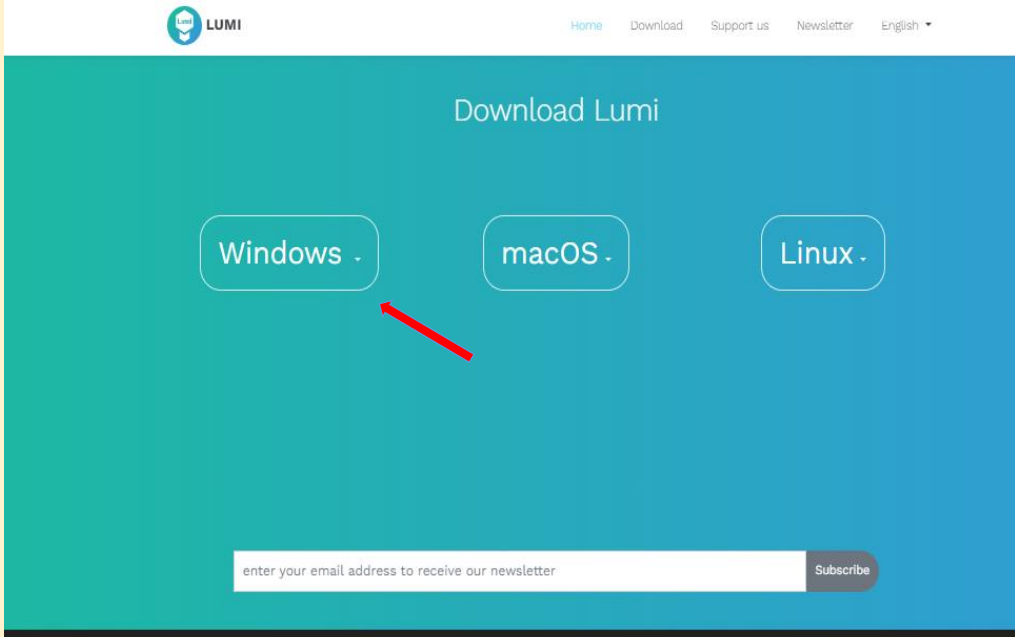 Lumi LUMI Home Download Support us Newsletter English
Download Lumi
Windows macOS Linux
enter your email address to receive our newsletter Subscribe